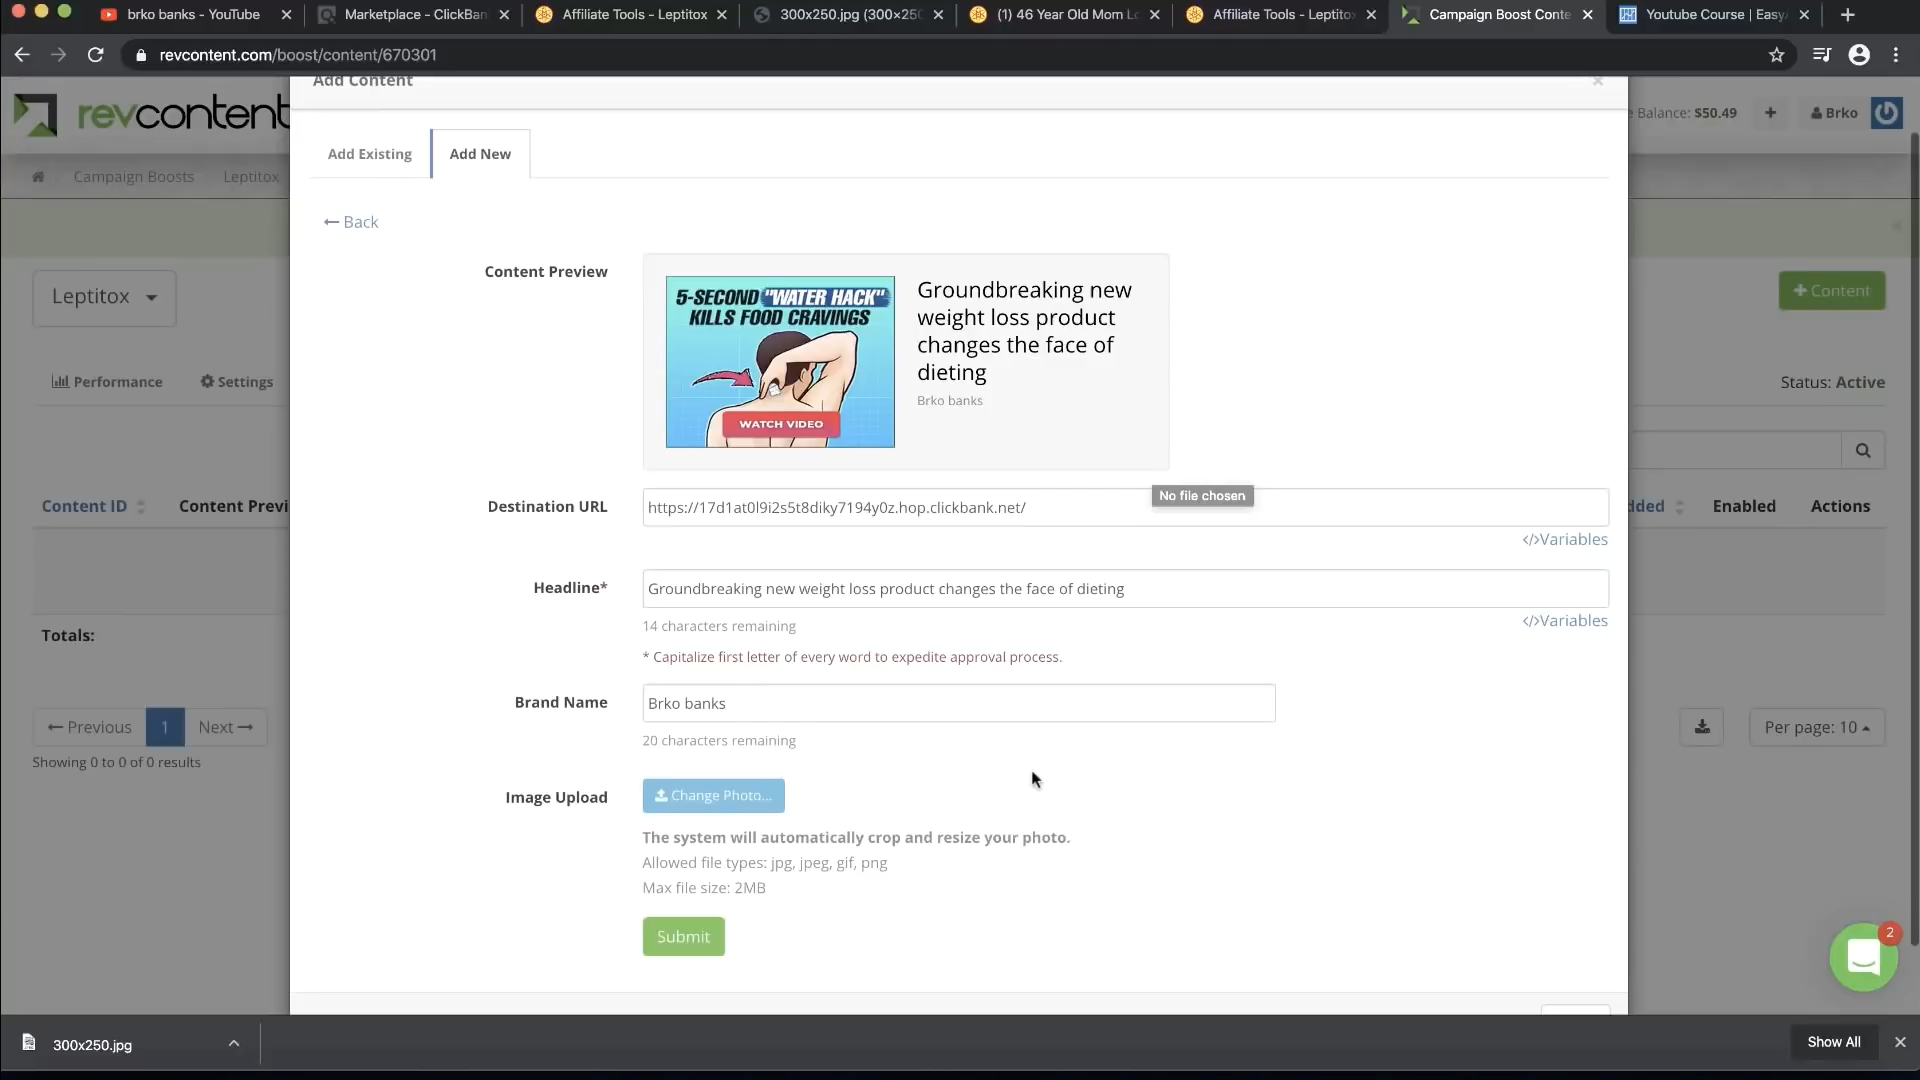 brko banks - YouTube
Marketplace - ClickBan
Affiliate Tools - Leptitox
300x250.jpg (300×250
(1) 46 Year Old Mom Lo
Affiliate Tools - Leptitox
Campaign Boost Conte
Youtube Course | Easy
revcontent.com/boost/content/670301
Add Content
revcontent
Balance: $50.49
Brko
Add Existing
Add New
Campaign Boosts
Leptitox
← Back
Content Preview
5-SECOND "WATER HACK"
KILLS FOOD CRAVINGS
WATCH VIDEO
Groundbreaking new
weight loss product
changes the face of
dieting
Brko banks
Leptitox
+ Content
Performance
Settings
Status: Active
No file chosen
Content ID
Content Previ
Destination URL
https://17d1at0l9i2s5t8diky7194y0z.hop.clickbank.net/
dded
Enabled
Actions
</>Variables
Headline*
Groundbreaking new weight loss product changes the face of dieting
14 characters remaining
</>Variables
Totals:
* Capitalize first letter of every word to expedite approval process.
Brand Name
Brko banks
20 characters remaining
← Previous
1
Next →
Per page: 10
Showing 0 to 0 of 0 results
Image Upload
Change Photo...
The system will automatically crop and resize your photo.
Allowed file types: jpg, jpeg, gif, png
Max file size: 2MB
Submit
2
300x250.jpg
Show All